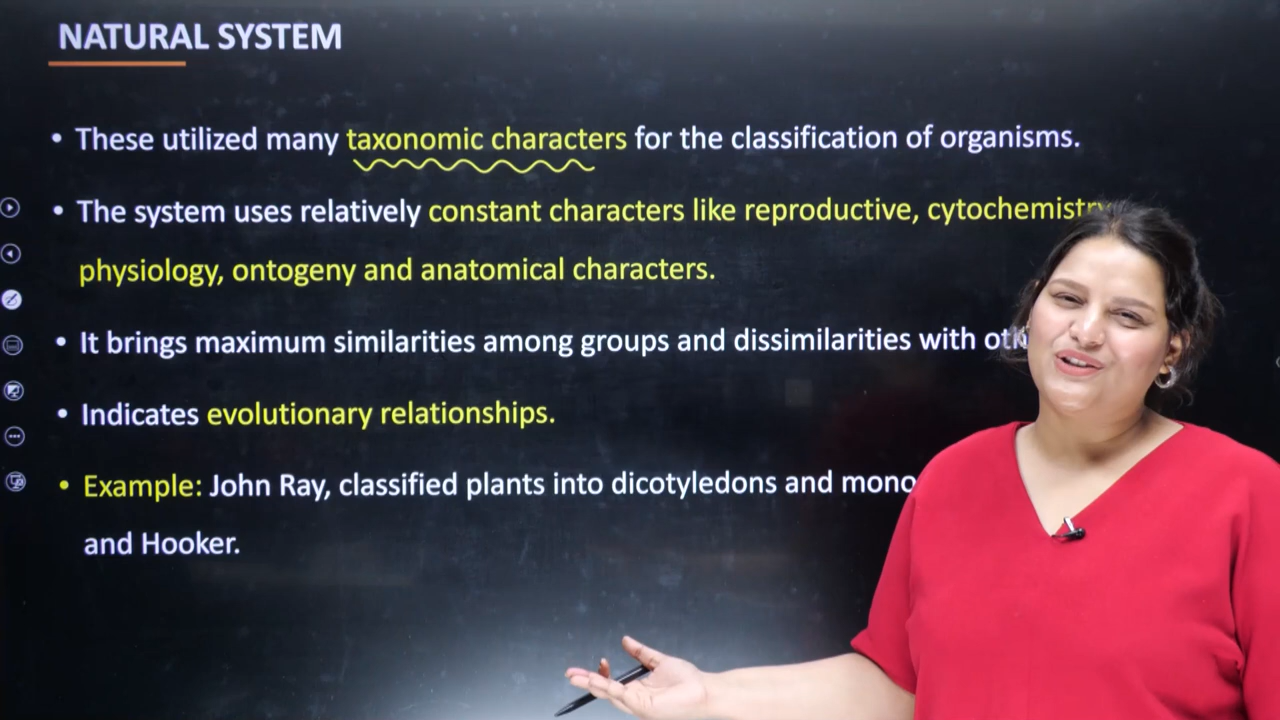 NATURAL SYSTEM
• These utilized many taxonomic characters for the classification of organisms.
• The system uses relatively constant characters like reproductive, cytochemistry
physiology, ontogeny and anatomical characters.
• It brings maximum similarities among groups and dissimilarities with
• Indicates evolutionary relationships.
• Example: John Ray, classified plants into dicotyledons and
and Hooker.